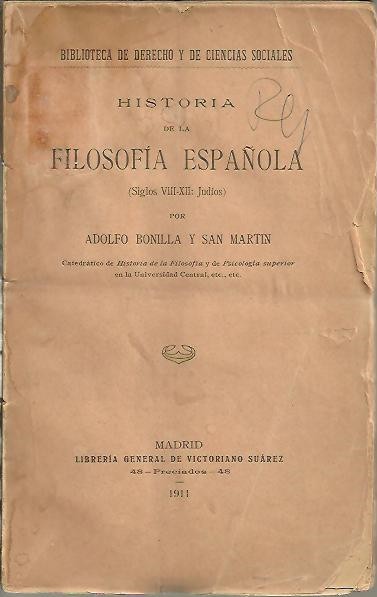 BIBLIOTECA DE DERECHO Y DE CIENCIAS SOCIALES
HISTORIA
DE LA
FILOSOFÍA ESPAÑOLA
(Siglos VIII-XII: Judíos)
POR
ADOLFO BONILLA Y SAN MARTIN
Catedrático de Historia de la Filosofía y de Psicología superior
en la Universidad Central, etc., etc.
MADRID
LIBRERÍA GENERAL DE VICTORIANO SUÁREZ
48—Preciados—48
1911